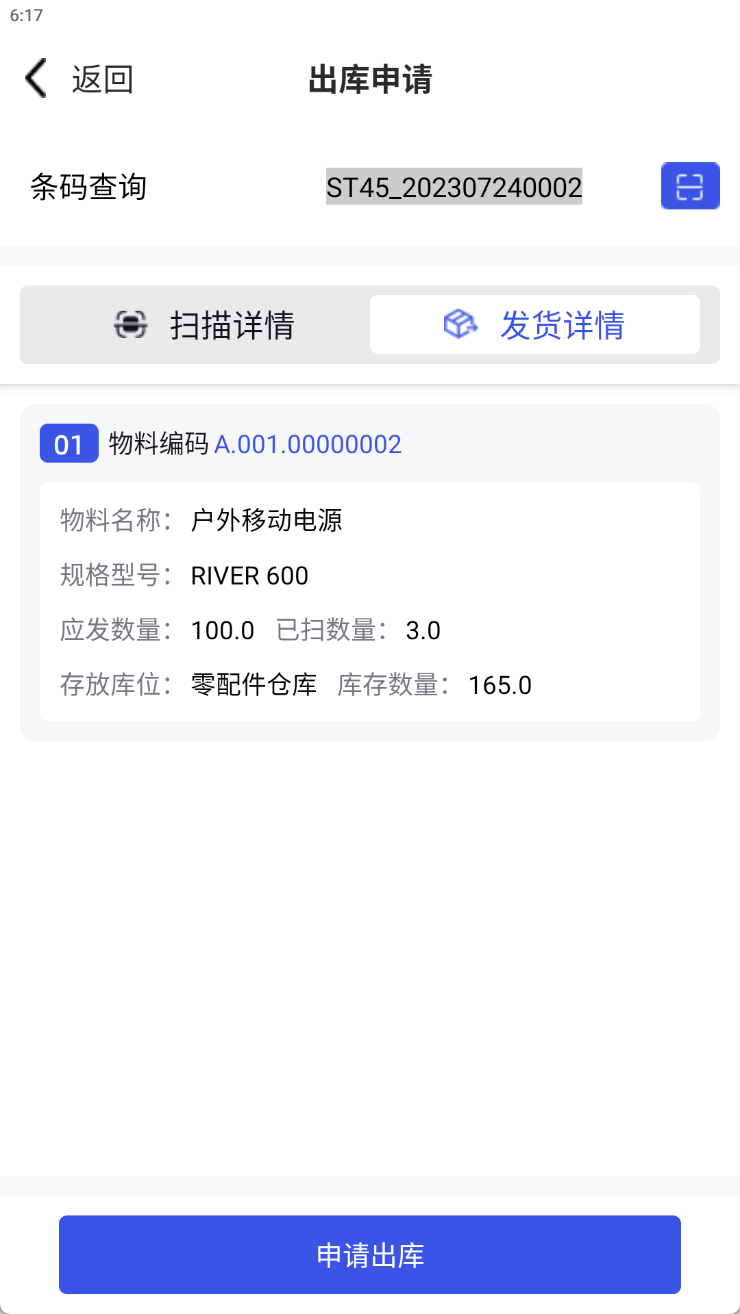 6:17
返回 出库申请
条码查询 ST45_202307240002
扫描详情 发货详情
01 物料编码 A.001.00000002
物料名称： 户外移动电源
规格型号： RIVER 600
应发数量： 100.0 已扫数量： 3.0
存放库位： 零配件仓库 库存数量： 165.0
申请出库